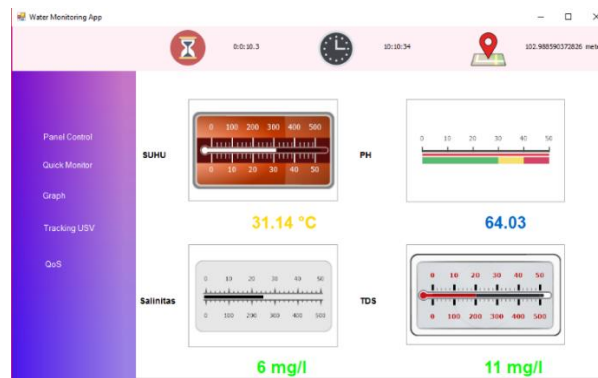 Water Monitoring App
0:0:10.3
10:10:34
102.988590372826 mete
Panel Control
Quick Monitor
Graph
Tracking USV
QoS
SUHU
0 100 200 300 400 500
0 10 20 30 40 50
31.14 °C
PH
0 10 20 30 40 50
64.03
Salinitas
0 10 20 30 40 50
0 100 200 300 400 500
6 mg/l
TDS
0 10 20 30 40 50
0 100 200 300 400 500
11 mg/l